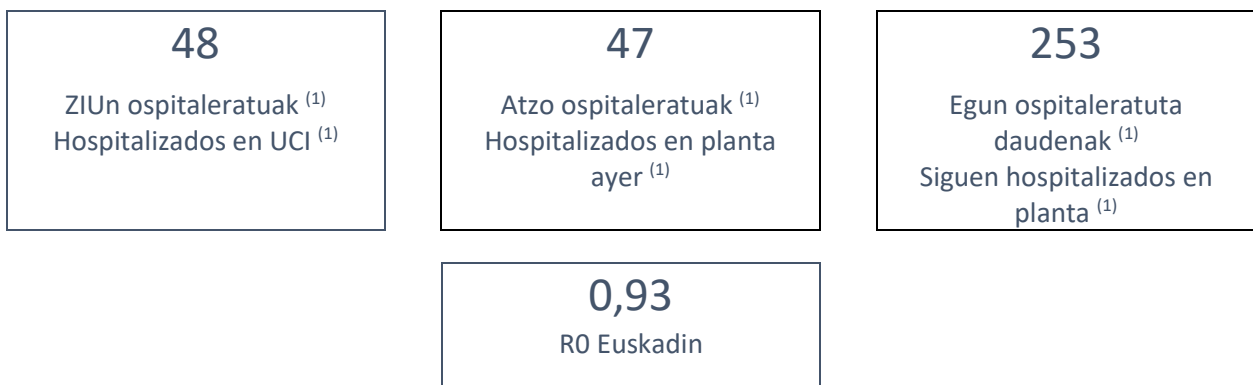 48
ZIUn ospitaleratuak (1)
Hospitalizados en UCI (1)
47
Atzo ospitaleratuak (1)
Hospitalizados en planta
ayer (1)
253
Egun ospitaleratuta
daudenak (1)
Siguen hospitalizados en
planta (1)
0,93
R0 Euskadin